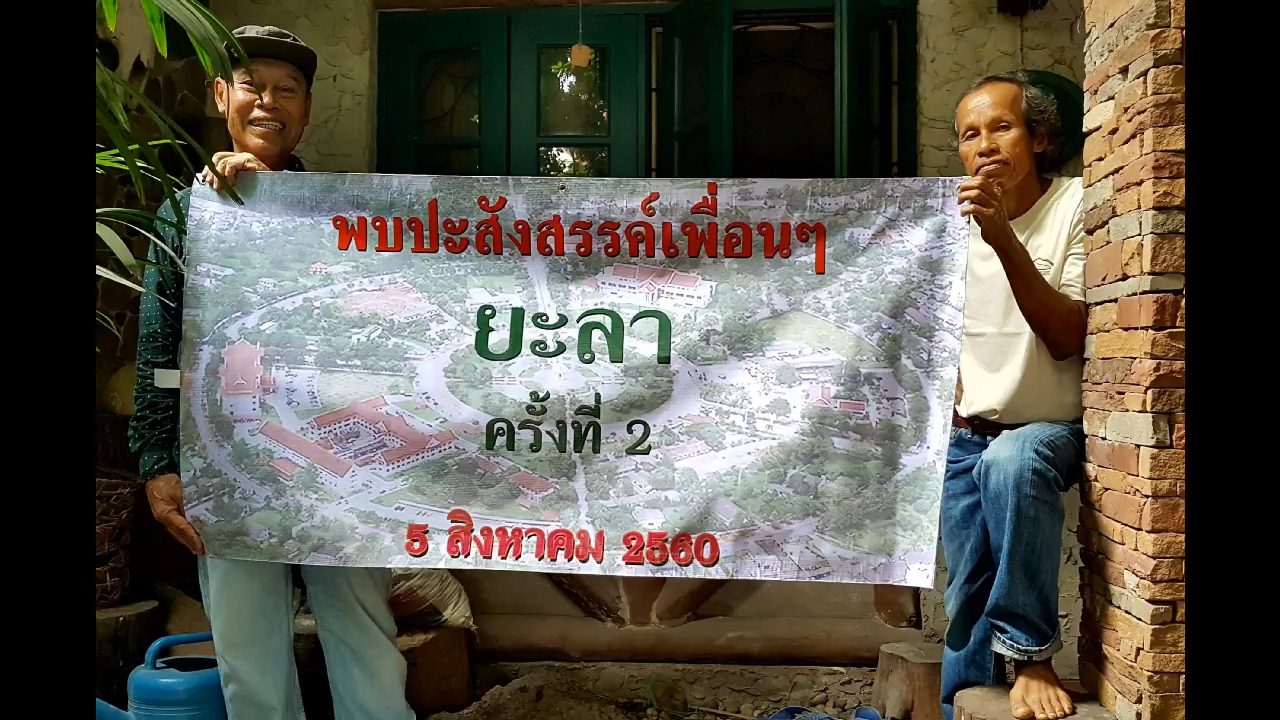 พบปะสังสรรค์เพื่อนๆ
ยะลา
ครั้งที่ 2
5 สิงหาคม 2560